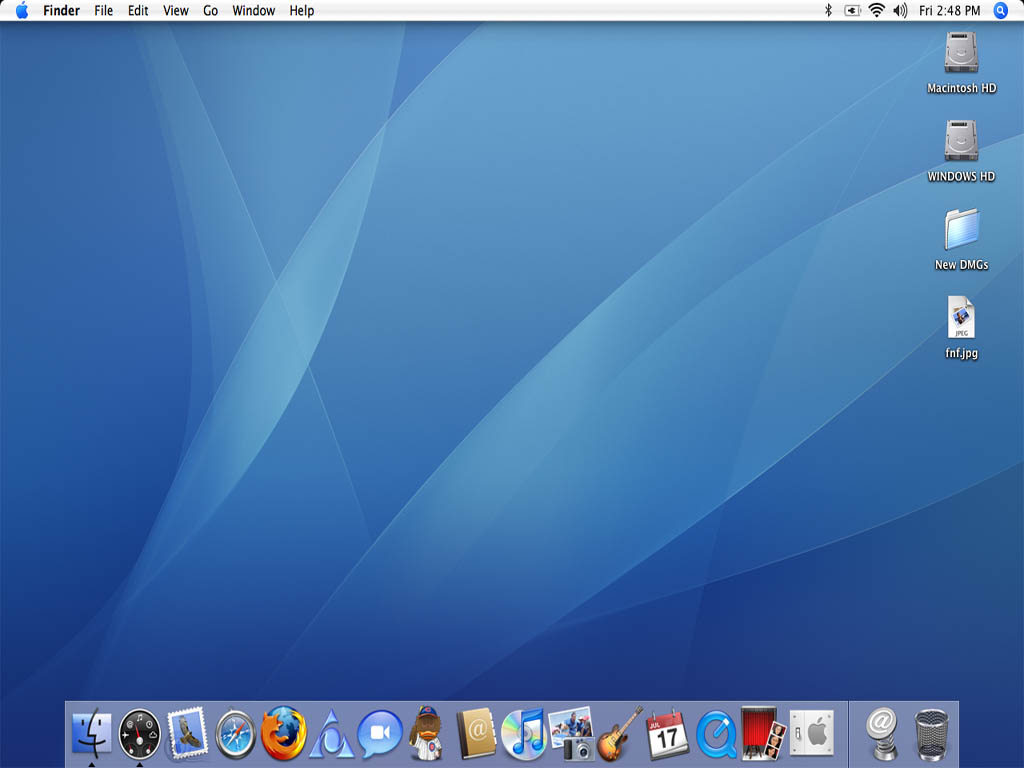 Finder File Edit View Go Window Help Fri 2:48 PM
Macintosh HD
WINDOWS HD
New DMGs
JPEG
fnf.jpg
@
JUL
17
@